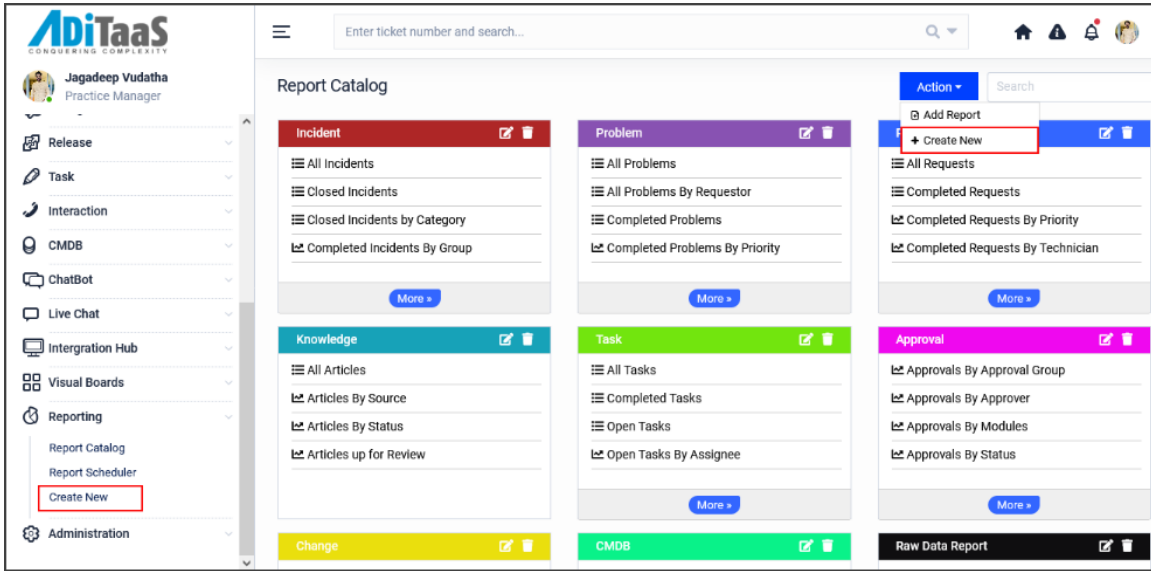 ADiTaaS
CONQUERING COMPLEXITY
Jagadeep Vudatha
Practice Manager
Release
Task
Interaction
CMDB
ChatBot
Live Chat
Intergration Hub
Visual Boards
Reporting
Report Catalog
Report Scheduler
Create New
Administration
Enter ticket number and search...
Report Catalog
Action
Search
Add Report
+ Create New
Incident
All Incidents
Closed Incidents
Closed Incidents by Category
Completed Incidents By Group
More »
Problem
All Problems
All Problems By Requestor
Completed Problems
Completed Problems By Priority
More »
All Requests
Completed Requests
Completed Requests By Priority
Completed Requests By Technician
More »
Knowledge
All Articles
Articles By Source
Articles By Status
Articles up for Review
Task
All Tasks
Completed Tasks
Open Tasks
Open Tasks By Assignee
More »
Approval
Approvals By Approval Group
Approvals By Approver
Approvals By Modules
Approvals By Status
More »
Change
CMDB
Raw Data Report